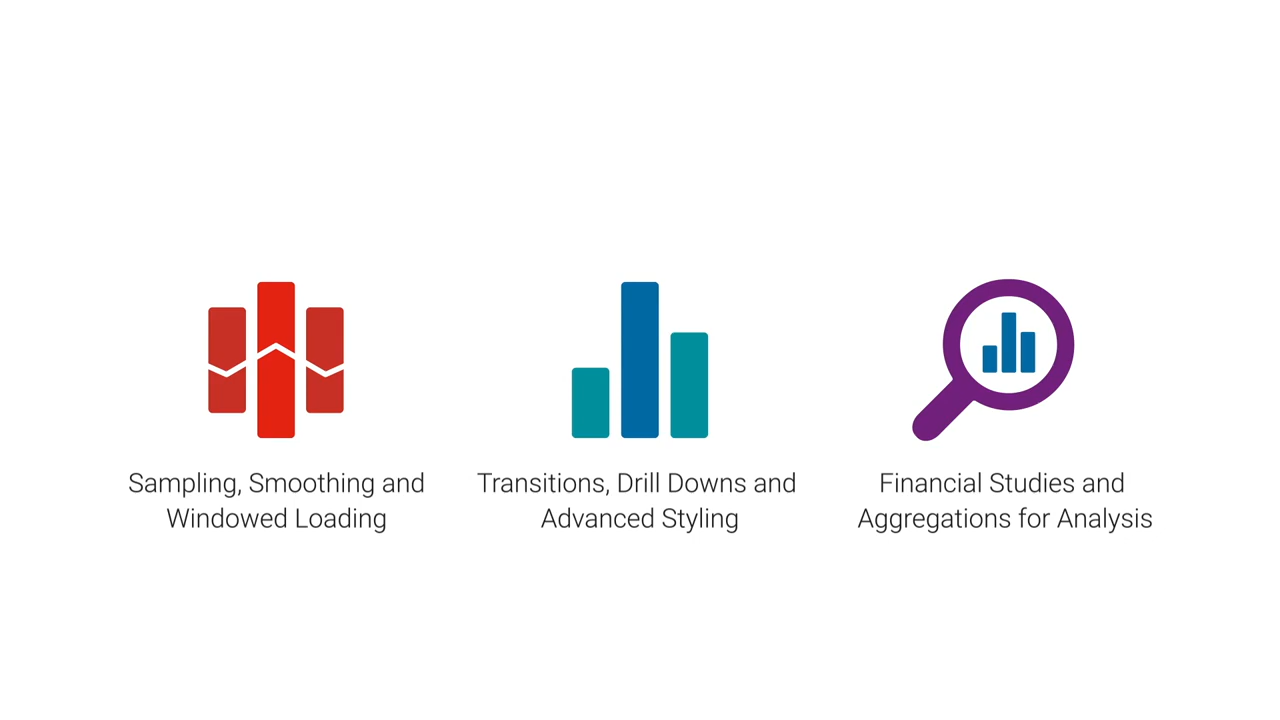 Sampling, Smoothing and
Windowed Loading
Transitions, Drill Downs and
Advanced Styling
Financial Studies and
Aggregations for Analysis